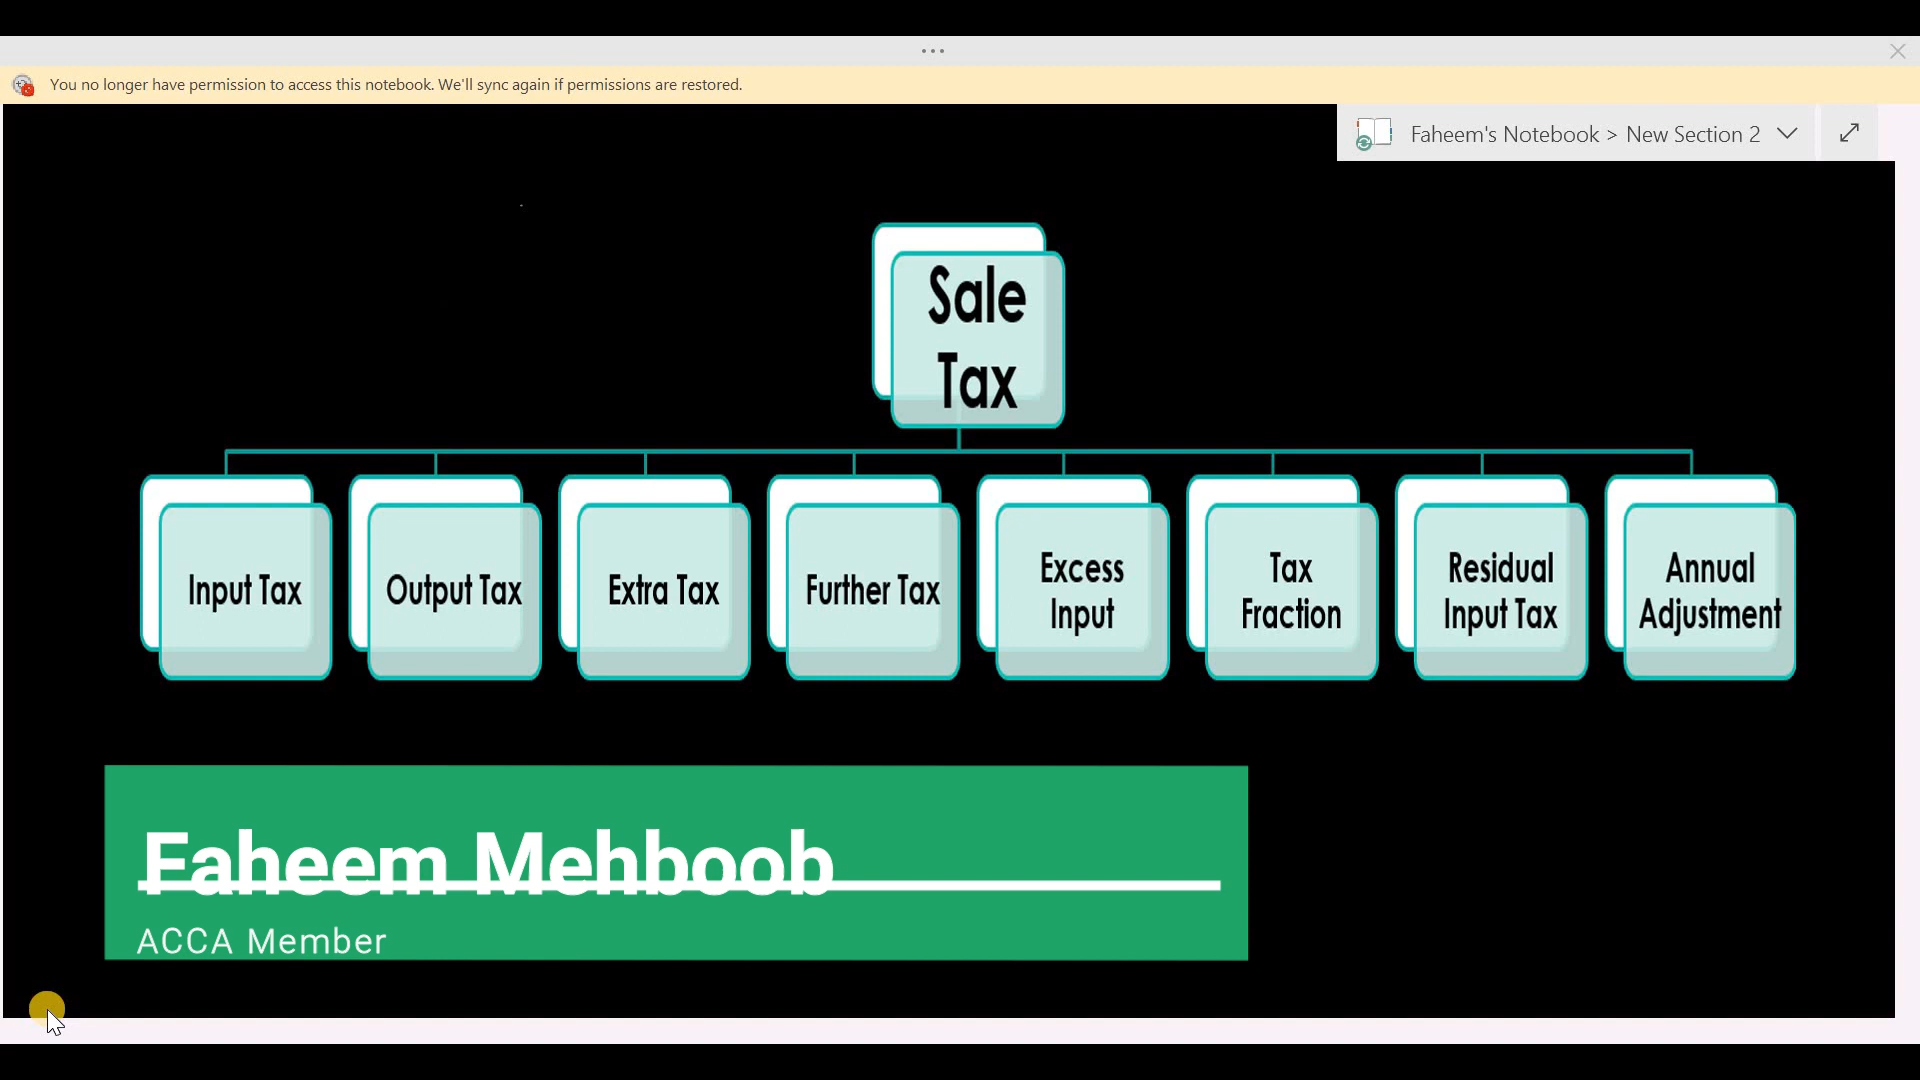 You no longer have permission to access this notebook. We'll sync again if permissions are restored.
Faheem's Notebook > New Section 2
Sale
Tax
Input Tax
Output Tax
Extra Tax
Further Tax
Excess
Input
Tax
Fraction
Residual
Input Tax
Annual
Adjustment
Faheem Mehboob
ACCA Member